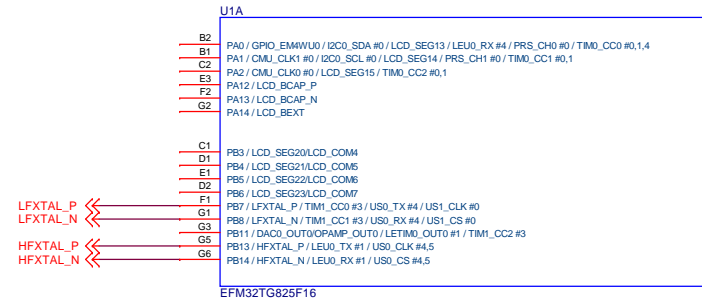 U1A
B2 PA0 / GPIO_EM4WU0 / I2C0_SDA #0 / LCD_SEG13 / LEU0_RX #4 / PRS_CH0 #0 / TIM0_CC0 #0,1,4
B1 PA1 / CMU_CLK1 #0 / I2C0_SCL #0 / LCD_SEG14 / PRS_CH1 #0 / TIM0_CC1 #0,1
C2 PA2 / CMU_CLK0 #0 / LCD_SEG15 / TIM0_CC2 #0,1
E3 PA12 / LCD_BCAP_P
F2 PA13 / LCD_BCAP_N
G2 PA14 / LCD_BEXT
C1 PB3 / LCD_SEG20/LCD_COM4
D1 PB4 / LCD_SEG21/LCD_COM5
E1 PB5 / LCD_SEG22/LCD_COM6
D2 PB6 / LCD_SEG23/LCD_COM7
LFXTAL_P F1 PB7 / LFXTAL_P / TIM1_CC0 #3 / US0_TX #4 / US1_CLK #0
LFXTAL_N G1 PB8 / LFXTAL_N / TIM1_CC1 #3 / US0_RX #4 / US1_CS #0
G3 PB11 / DAC0_OUT0/OPAMP_OUT0 / LETIM0_OUT0 #1 / TIM1_CC2 #3
HFXTAL_P G5 PB13 / HFXTAL_P / LEU0_TX #1 / US0_CLK #4,5
HFXTAL_N G6 PB14 / HFXTAL_N / LEU0_RX #1 / US0_CS #4,5
EFM32TG825F16